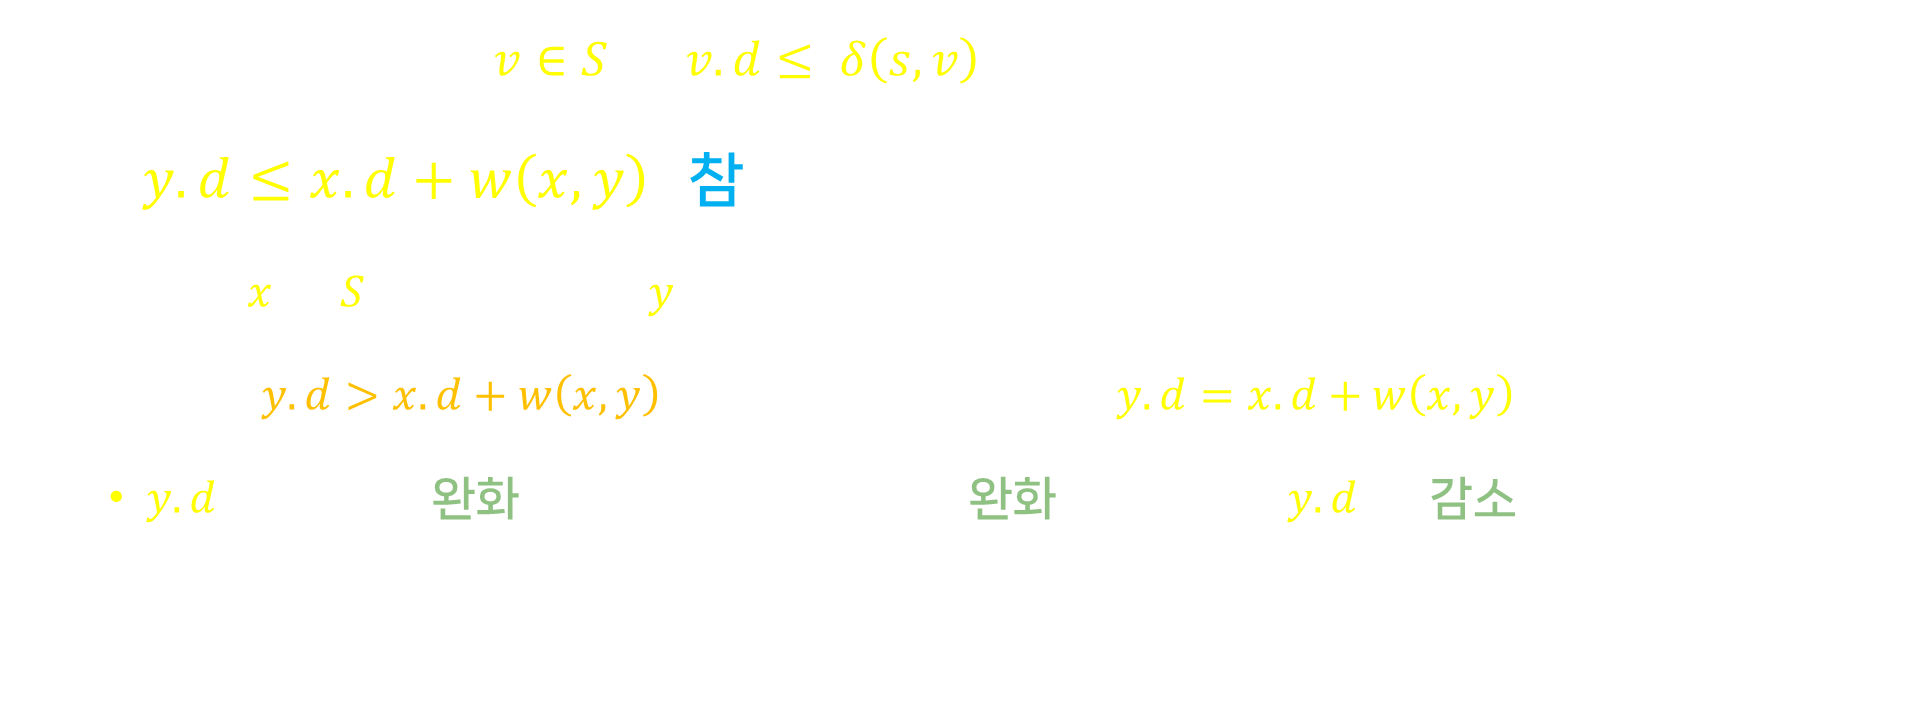 v ∈ S v.d ≤ δ(s, v)
y.d ≤ x.d + w(x, y) 참
x S y
y.d > x.d + w(x, y) y.d = x.d + w(x, y)
• y.d 완화 완화 y.d 감소